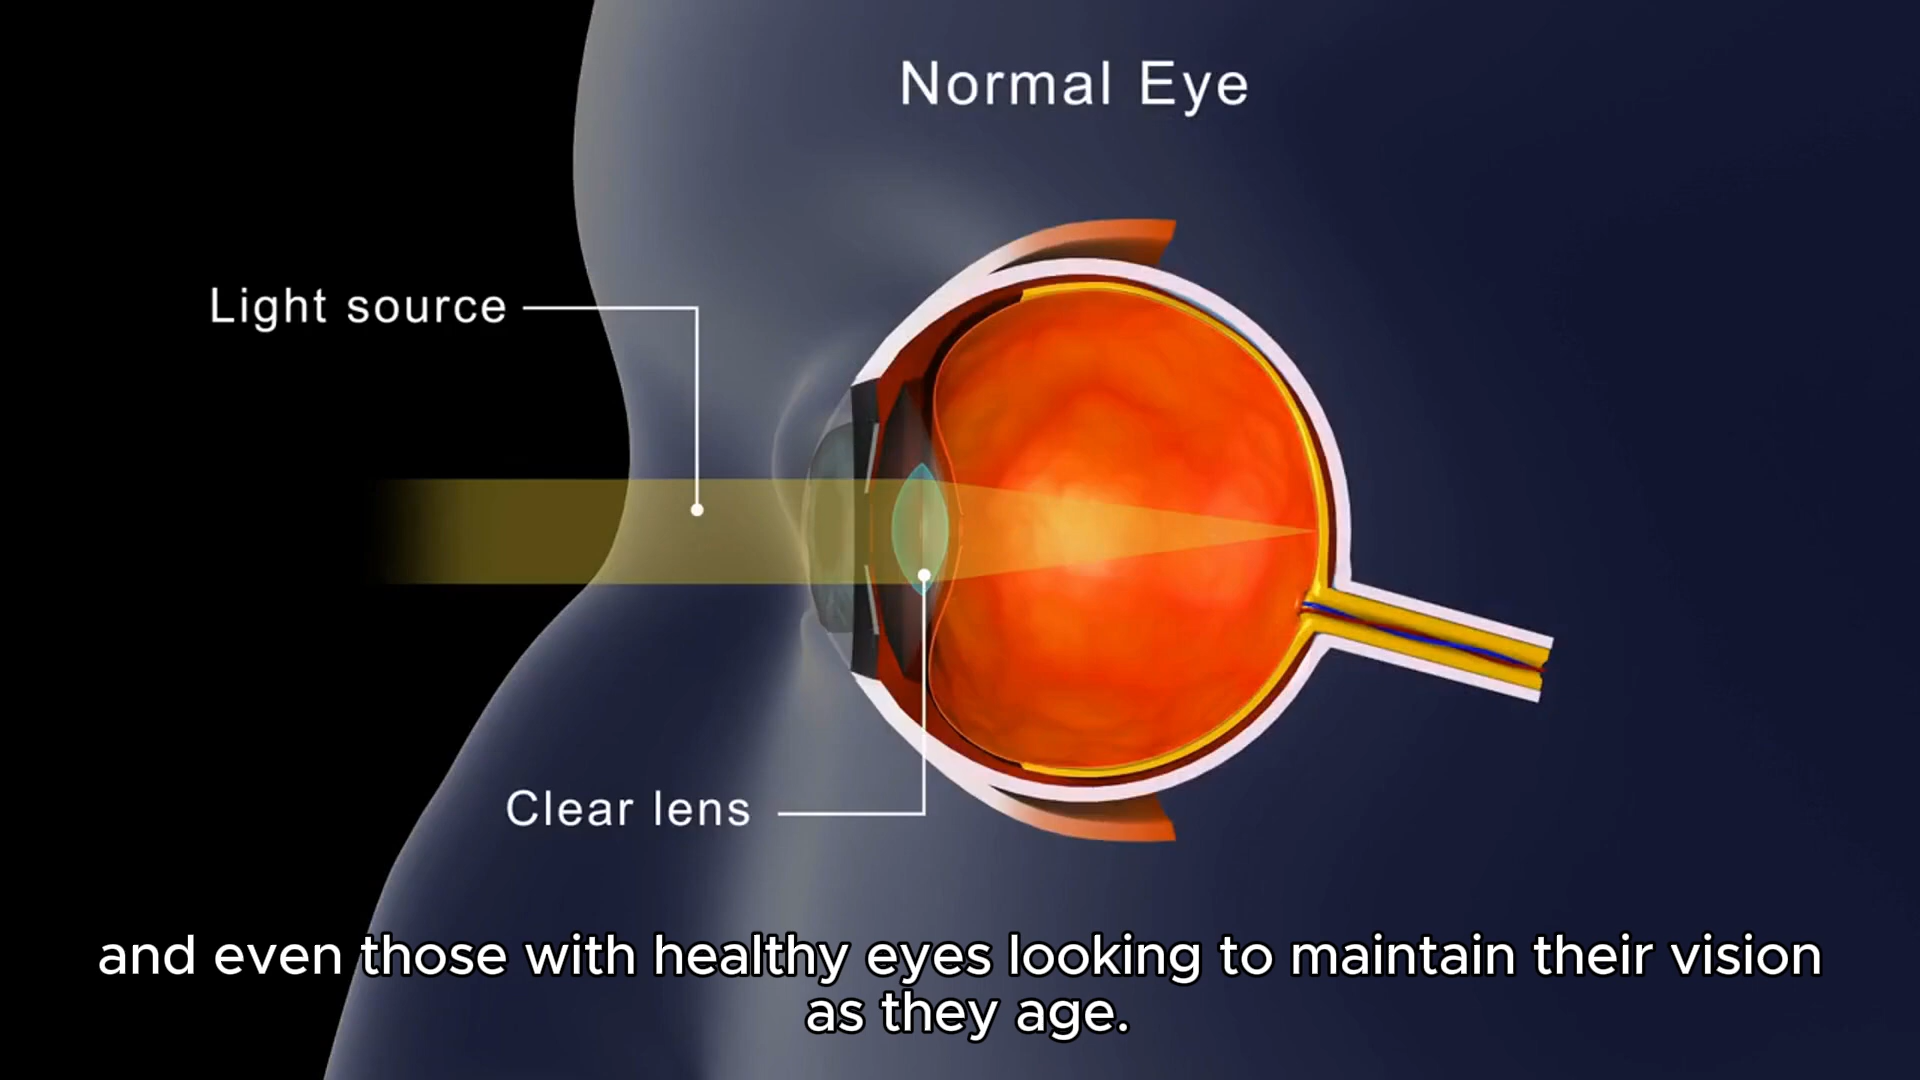 Normal Eye
Light source
Clear lens
and even those with healthy eyes looking to maintain their vision
as they age.